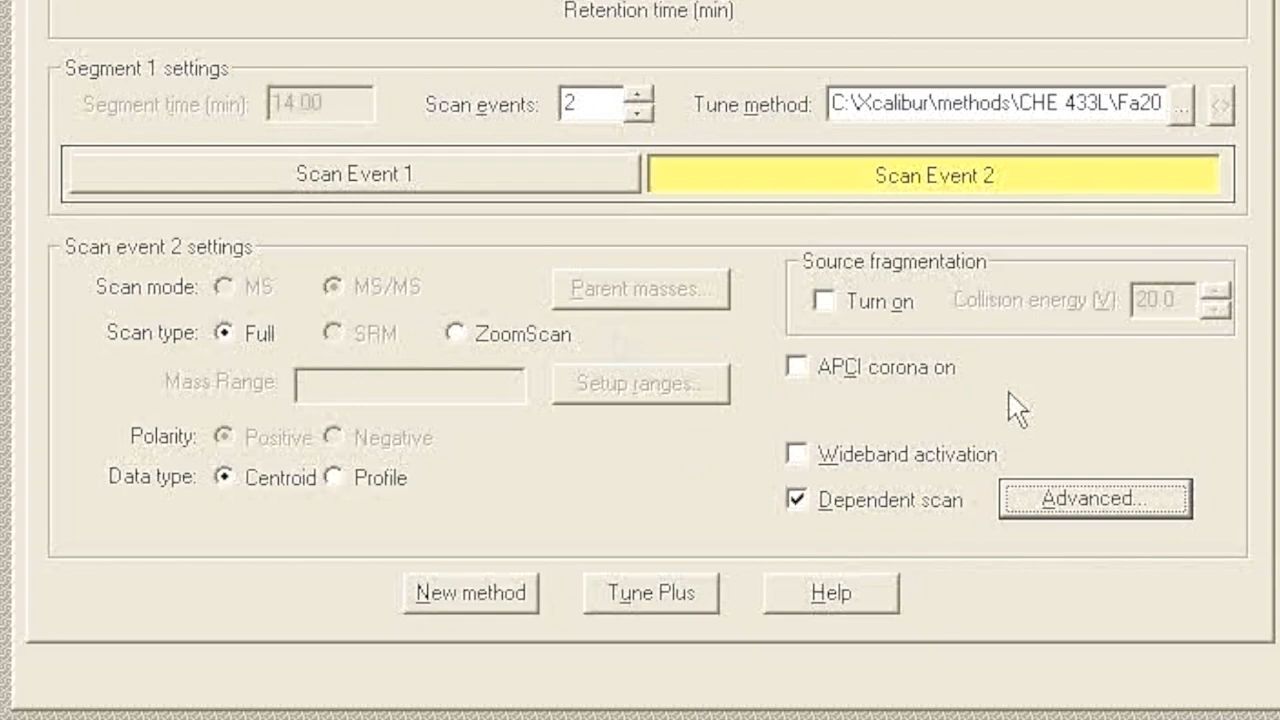 Retention time (min)
Segment 1 settings
Segment time (min): 14.00 Scan events: 2 Tune method: C:\Xcalibur\methods\CHE 433L\Fa20 ... <>
Scan Event 1 Scan Event 2
Scan event 2 settings
Source fragmentation
Scan mode: MS MS/MS Parent masses...
Turn on Collision energy (V): 20.0
Scan type: Full SRM ZoomScan
APCI corona on
Mass Range: Setup ranges...
Polarity: Positive Negative
Wideband activation
Data type: Centroid Profile
Dependent scan Advanced...
New method Tune Plus Help